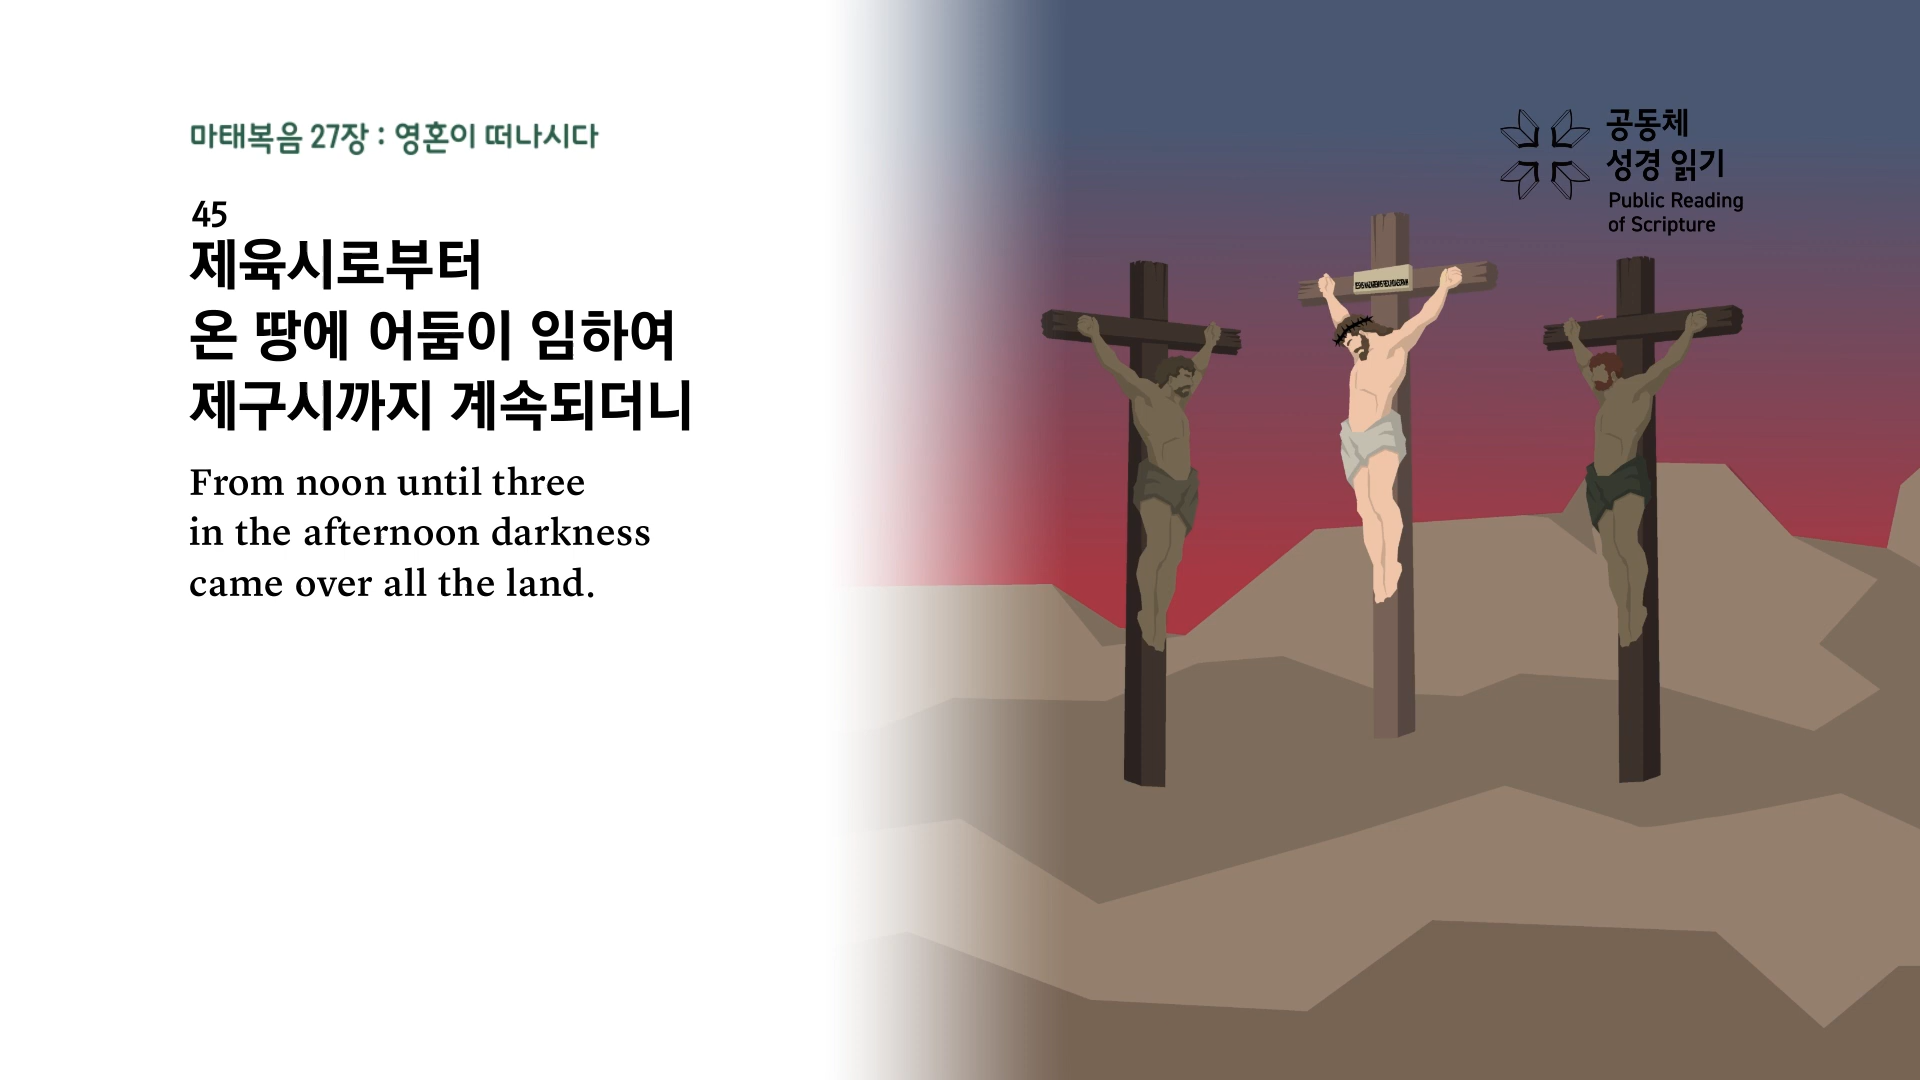 마태복음 27장 : 영혼이 떠나시다
45
제육시로부터
온 땅에 어둠이 임하여
제구시까지 계속되더니
From noon until three
in the afternoon darkness
came over all the land.
공동체
성경 읽기
Public Reading
of Scripture